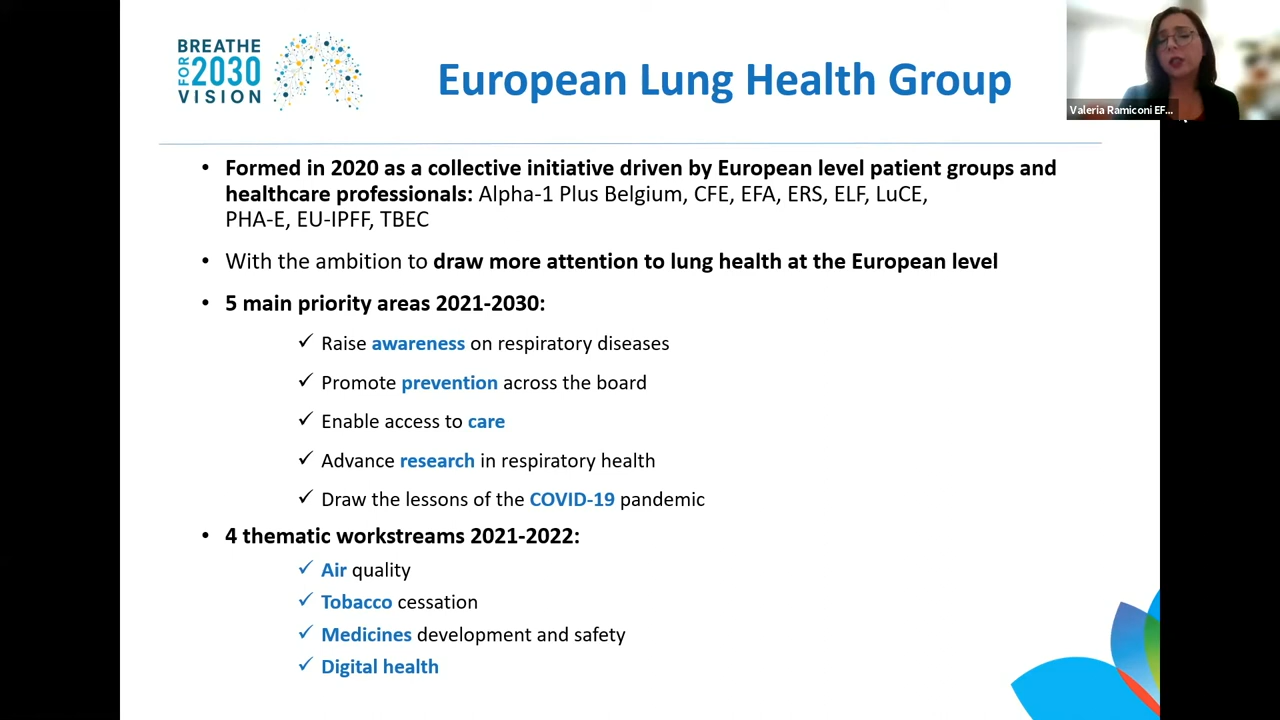 BREATHE
FOR 2030
VISION
European Lung Health Group
Valeria Ramiconi EF...
• Formed in 2020 as a collective initiative driven by European level patient groups and
healthcare professionals: Alpha-1 Plus Belgium, CFE, EFA, ERS, ELF, LuCE,
PHA-E, EU-IPFF, TBEC
• With the ambition to draw more attention to lung health at the European level
• 5 main priority areas 2021-2030:
✓ Raise awareness on respiratory diseases
✓ Promote prevention across the board
✓ Enable access to care
✓ Advance research in respiratory health
✓ Draw the lessons of the COVID-19 pandemic
• 4 thematic workstreams 2021-2022:
✓ Air quality
✓ Tobacco cessation
✓ Medicines development and safety
✓ Digital health